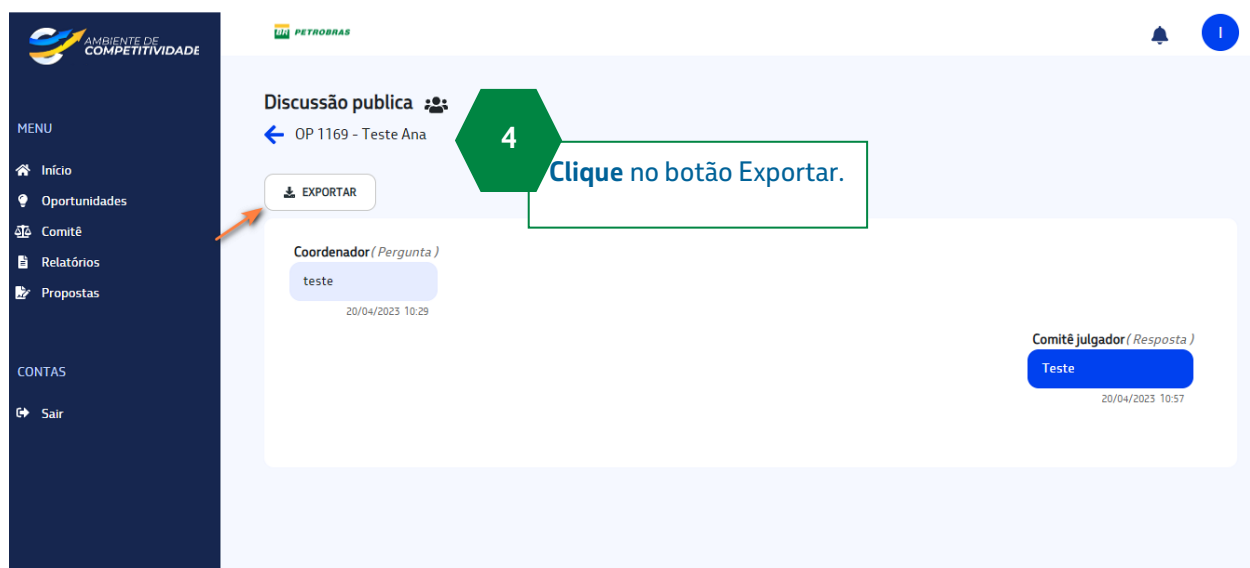 AMBIENTE DE
COMPETITIVIDADE
BR PETROBRAS
I
Discussão publica
OP 1169 - Teste Ana
4
Clique no botão Exportar.
EXPORTAR
MENU
Início
Oportunidades
Comitê
Relatórios
Propostas
CONTAS
Sair
Coordenador ( Pergunta )
teste
20/04/2023 10:29
Comitê julgador ( Resposta )
Teste
20/04/2023 10:57